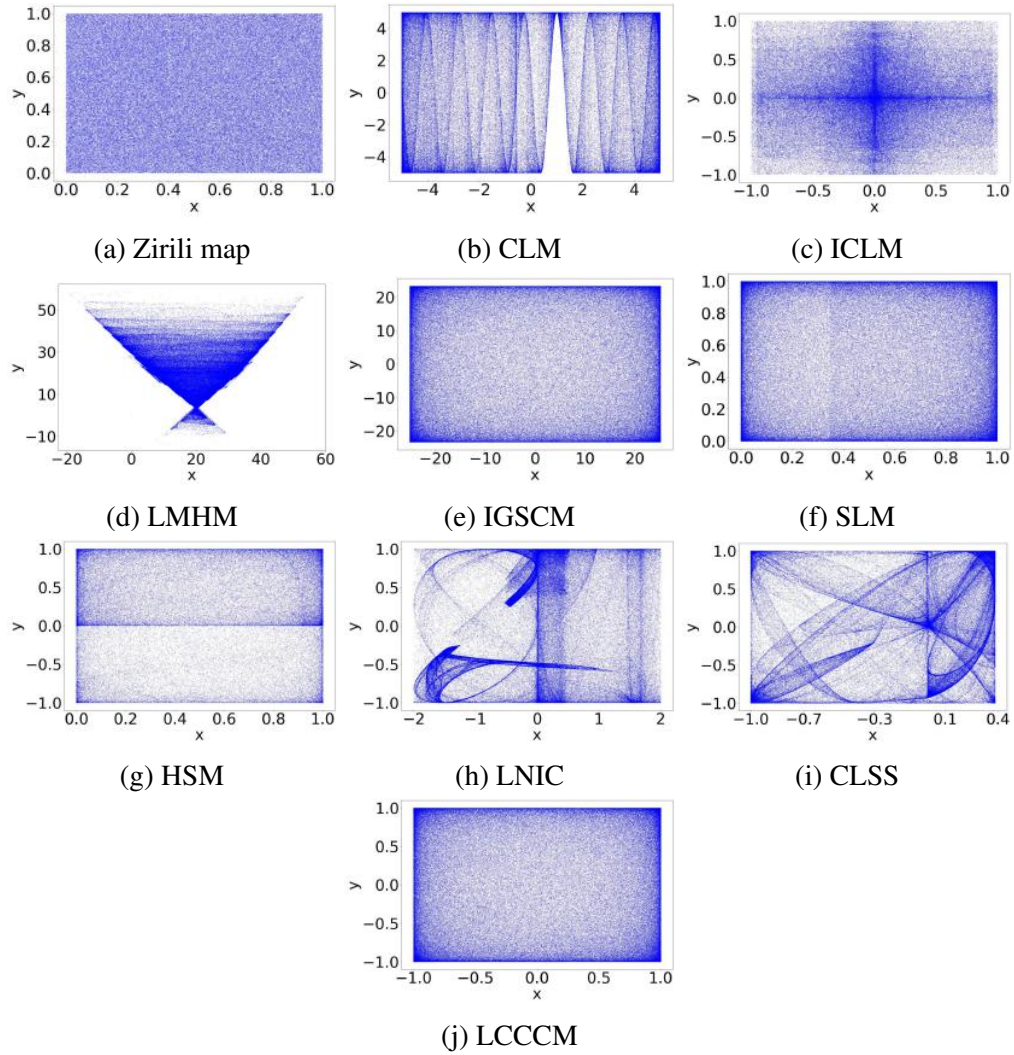 1.0
0.8
0.6
y
0.4
0.2
0.0
0.0 0.2 0.4 0.6 0.8 1.0
x
(a) Zirili map
4
2
y
0
−2
−4
−4 −2 0 2 4
x
(b) CLM
1.0
0.5
y
0.0
−0.5
−1.0
−1.0 −0.5 0.0 0.5 1.0
x
(c) ICLM
50
y
30
10
−10
−20 0 20 40 60
x
(d) LMHM
20
10
y
0
−10
−20
−20 −10 0 10 20
x
(e) IGSCM
1.0
0.8
0.6
y
0.4
0.2
0.0
0.0 0.2 0.4 0.6 0.8 1.0
x
(f) SLM
1.0
0.5
y
0.0
−0.5
−1.0
0.0 0.2 0.4 0.6 0.8 1.0
x
(g) HSM
1.0
0.5
y
0.0
−0.5
−1.0
−2 −1 0 1 2
x
(h) LNIC
1.0
0.5
y
0.0
−0.5
−1.0
−1.0 −0.7 −0.3 0.1 0.4
x
(i) CLSS
1.0
0.5
y
0.0
−0.5
−1.0
−1.0 −0.5 0.0 0.5 1.0
x
(j) LCCCM